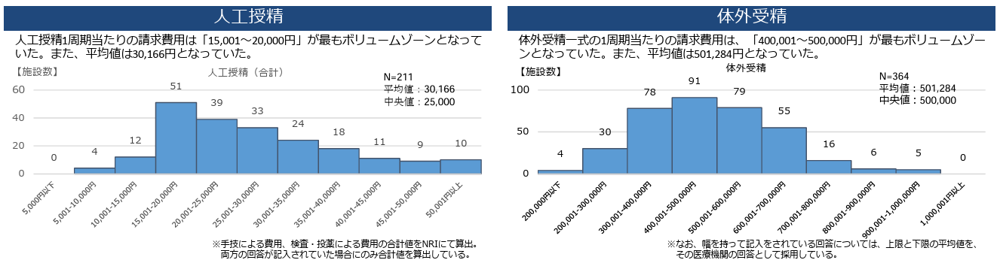 人工授精
人工授精1周期当たりの請求費用は「15,001～20,000円」が最もボリュームゾーンとなって
いた。また、平均値は30,166円となっていた。
【施設数】
人工授精（合計）
N=211
平均値：30,166
中央値：25,000
60
40
20
0
0
4
12
51
39
33
24
18
11
9
10
5,000円以下
5,001-10,000円
10,001-15,000円
15,001-20,000円
20,001-25,000円
25,001-30,000円
30,001-35,000円
35,001-40,000円
40,001-45,000円
45,001-50,000円
50,001円以上
※手技による費用、検査・投薬による費用の合計値をNRIにて算出。
両方の回答が記入されていた場合にのみ合計値を算出している。
体外受精
体外受精一式の1周期当たりの請求費用は、「400,001～500,000円」が最もボリュームゾー
ンとなっていた。また、平均値は501,284円となっていた。
【施設数】
体外受精
N=364
平均値：501,284
中央値：500,000
100
50
0
4
30
78
91
79
55
16
6
5
0
200,000円以下
200,001-300,000円
300,001-400,000円
400,001-500,000円
500,001-600,000円
600,001-700,000円
700,001-800,000円
800,001-900,000円
900,001-1,000,000円
1,000,001円以上
※なお、幅を持って記入をされている回答については、上限と下限の平均値を、
その医療機関の回答として採用している。